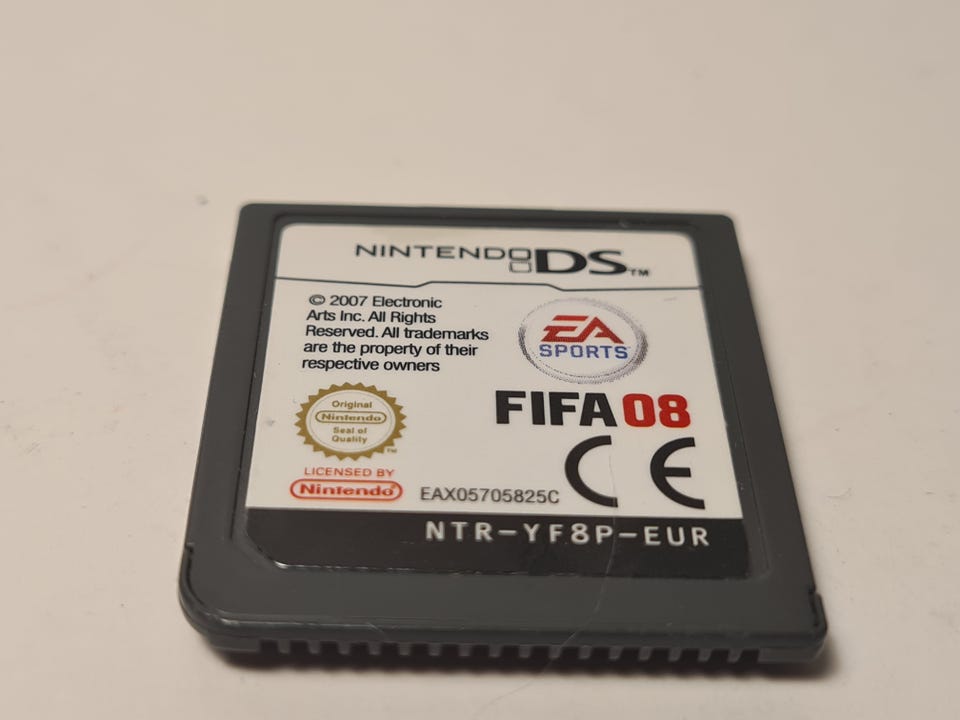 NINTENDO DS™
© 2007 Electronic
Arts Inc. All Rights
Reserved. All trademarks
are the property of their
respective owners
EA
SPORTS
FIFA 08
Original
Nintendo
Seal of
Quality
TM
LICENSED BY
Nintendo
EAX05705825C
CE
NTR-YF8P-EUR